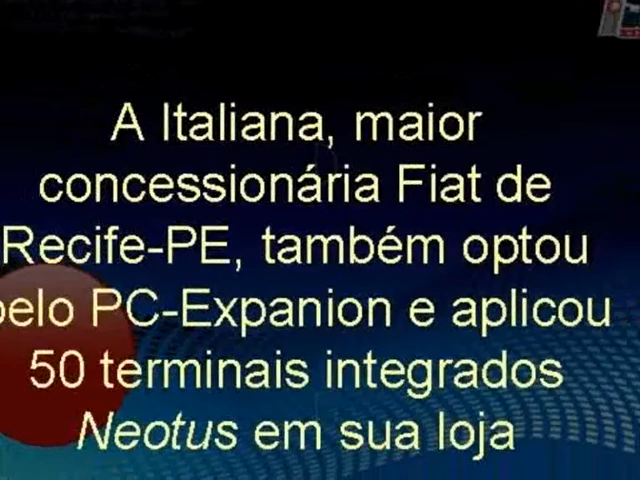 A Italiana, maior
concessionária Fiat de
Recife-PE, também optou
pelo PC-Expanion e aplicou
50 terminais integrados
Neotus em sua loja